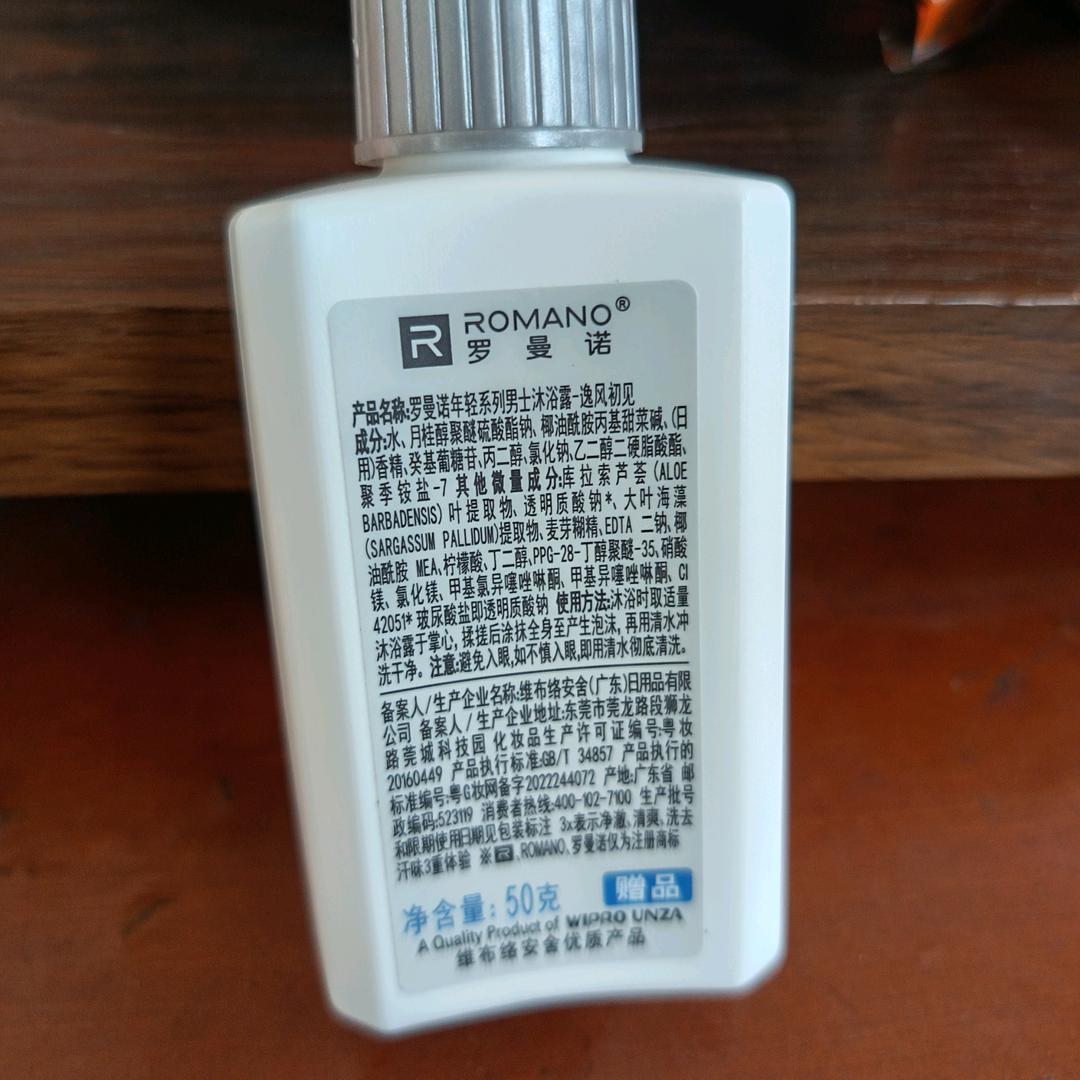 R ROMANO®
罗曼诺
产品名称:罗曼诺年轻系列男士沐浴露-逸风初见
成分:水、月桂醇聚醚硫酸酯钠、椰油酰胺丙基甜菜碱、(日
用)香精、癸基葡糖苷、丙二醇、氯化钠、乙二醇二硬脂酸酯、
聚季铵盐-7 其他微量成分:库拉索芦荟(ALOE
BARBADENSIS)叶提取物、透明质酸钠*、大叶海藻
(SARGASSUM PALLIDUM)提取物、麦芽糊精、EDTA 二钠、椰
油酰胺 MEA、柠檬酸、丁二醇、PPG-28-丁醇聚醚-35、硝酸
镁、氯化镁、甲基氯异噻唑啉酮、甲基异噻唑啉酮、CI
42051* 玻尿酸盐即透明质酸钠 使用方法:沐浴时取适量
沐浴露于掌心, 揉搓后涂抹全身至产生泡沫, 再用清水冲
洗干净。注意:避免入眼,如不慎入眼,即用清水彻底清洗。
备案人/生产企业名称:维布络安舍(广东)日用品有限
公司 备案人/生产企业地址:东莞市莞龙路段狮龙
路莞城科技园 化妆品生产许可证编号:粤妆
20160449 产品执行标准:GB/T 34857 产品执行的
标准编号:粤G妆网备字2022244072 产地:广东省 邮
政编码:523119 消费者热线:400-102-7100 生产批号
和限期使用日期见包装标注 3x表示净澈、清爽、洗去
汗味3重体验 ※R、ROMANO、罗曼诺仅为注册商标
净含量: 50克 赠品
A Quality Product of WIPRO UNZA
维布络安舍优质产品